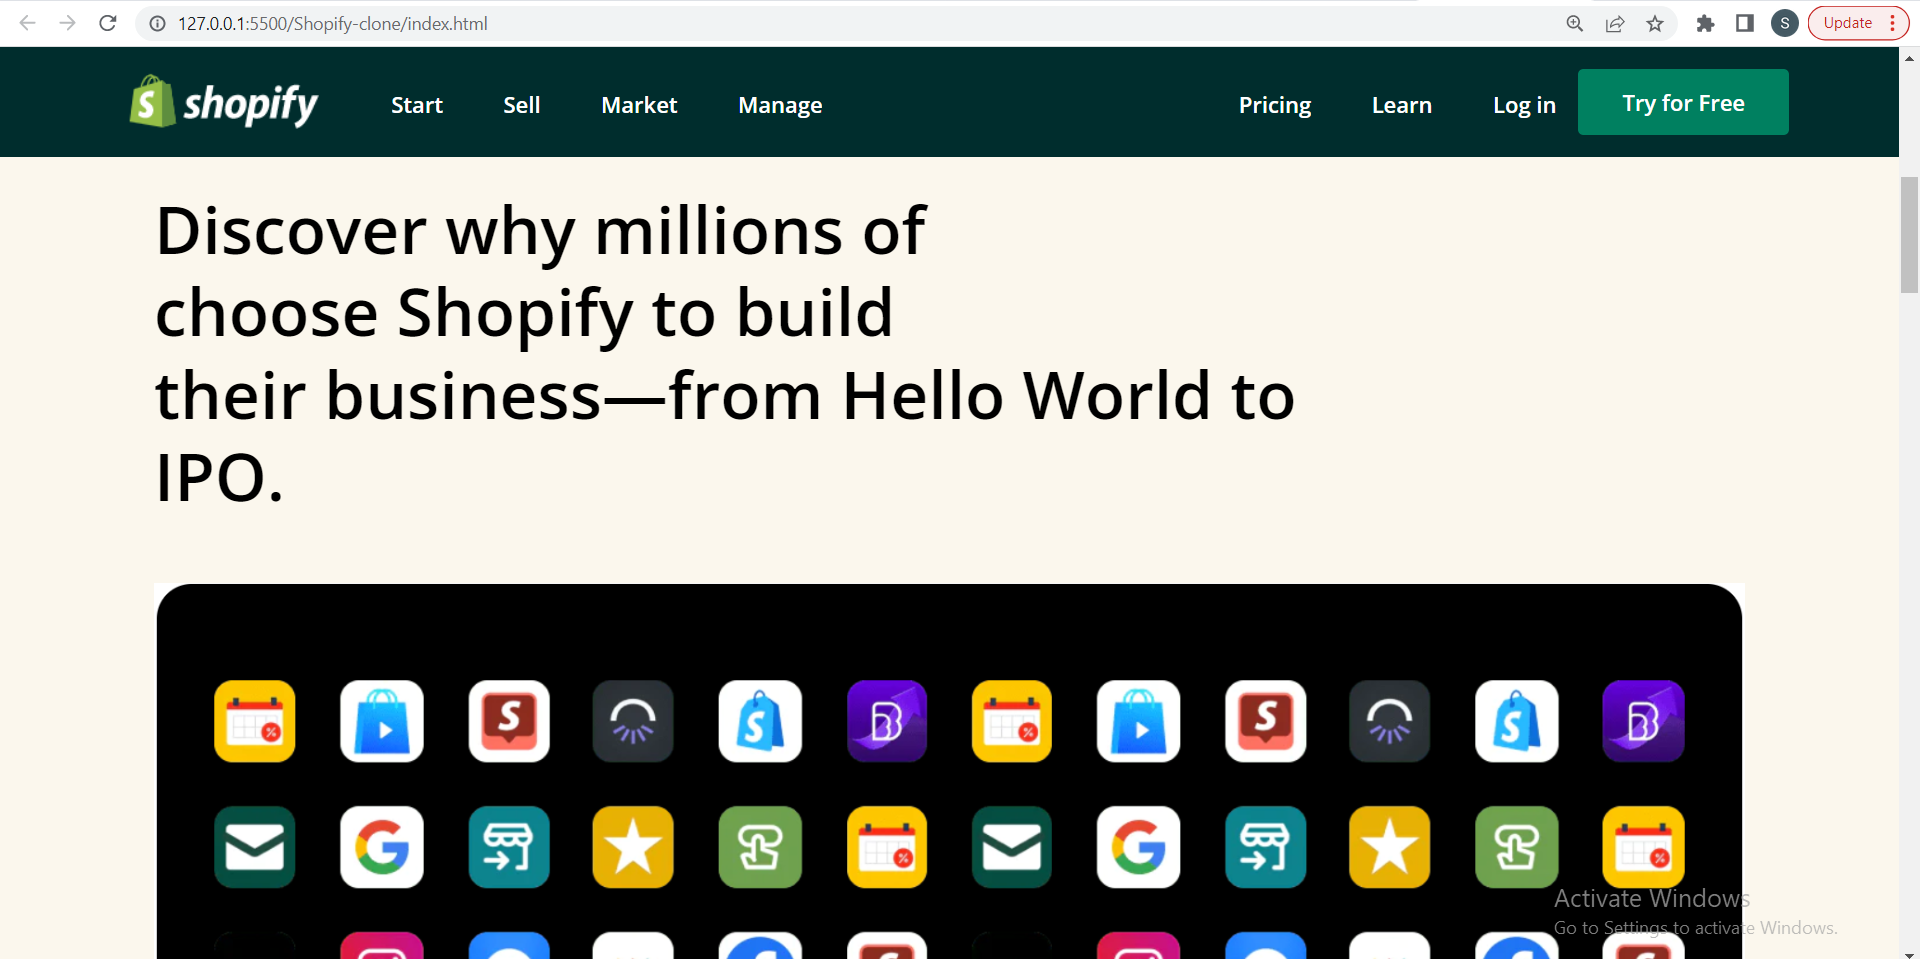 127.0.0.1:5500/Shopify-clone/index.html
S
Update
shopify
Start
Sell
Market
Manage
Pricing
Learn
Log in
Try for Free
Discover why millions of
choose Shopify to build
their business—from Hello World to
IPO.
Activate Windows
Go to Settings to activate Windows.